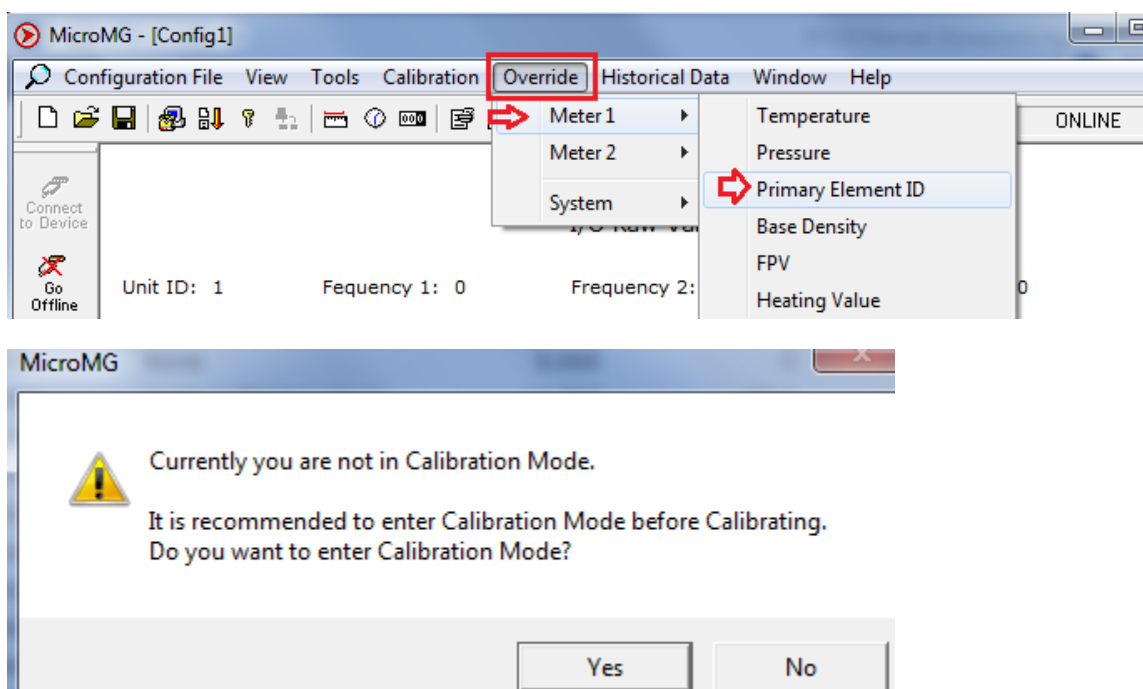 MicroMG - [Config1]
Configuration File View Tools Calibration Override Historical Data Window Help
Meter 1
Temperature
ONLINE
Meter 2
Pressure
Connect
to Device
System
Primary Element ID
Base Density
Go
Offline
Unit ID: 1 Fequency 1: 0 Frequency 2: 0
FPV
Heating Value
MicroMG
Currently you are not in Calibration Mode.
It is recommended to enter Calibration Mode before Calibrating.
Do you want to enter Calibration Mode?
Yes No